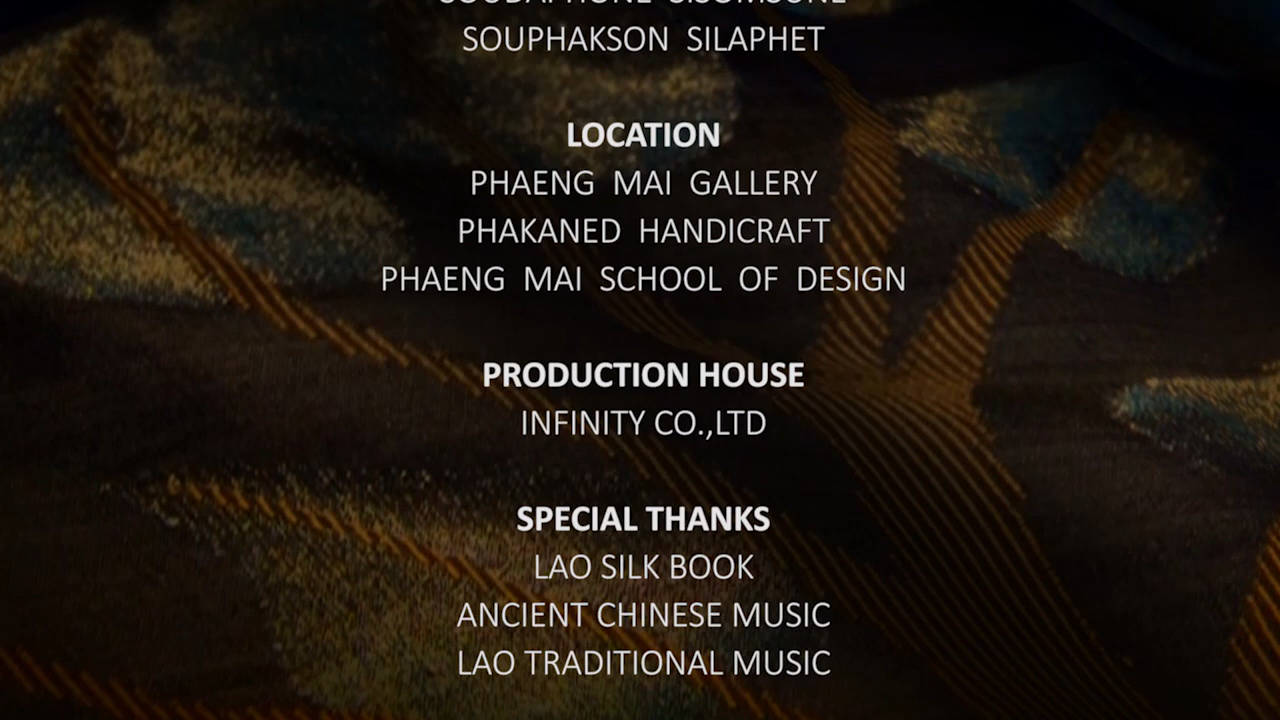 SOUPHAKSON SILAPHET
LOCATION
PHAENG MAI GALLERY
PHAKANED HANDICRAFT
PHAENG MAI SCHOOL OF DESIGN
PRODUCTION HOUSE
INFINITY CO.,LTD
SPECIAL THANKS
LAO SILK BOOK
ANCIENT CHINESE MUSIC
LAO TRADITIONAL MUSIC